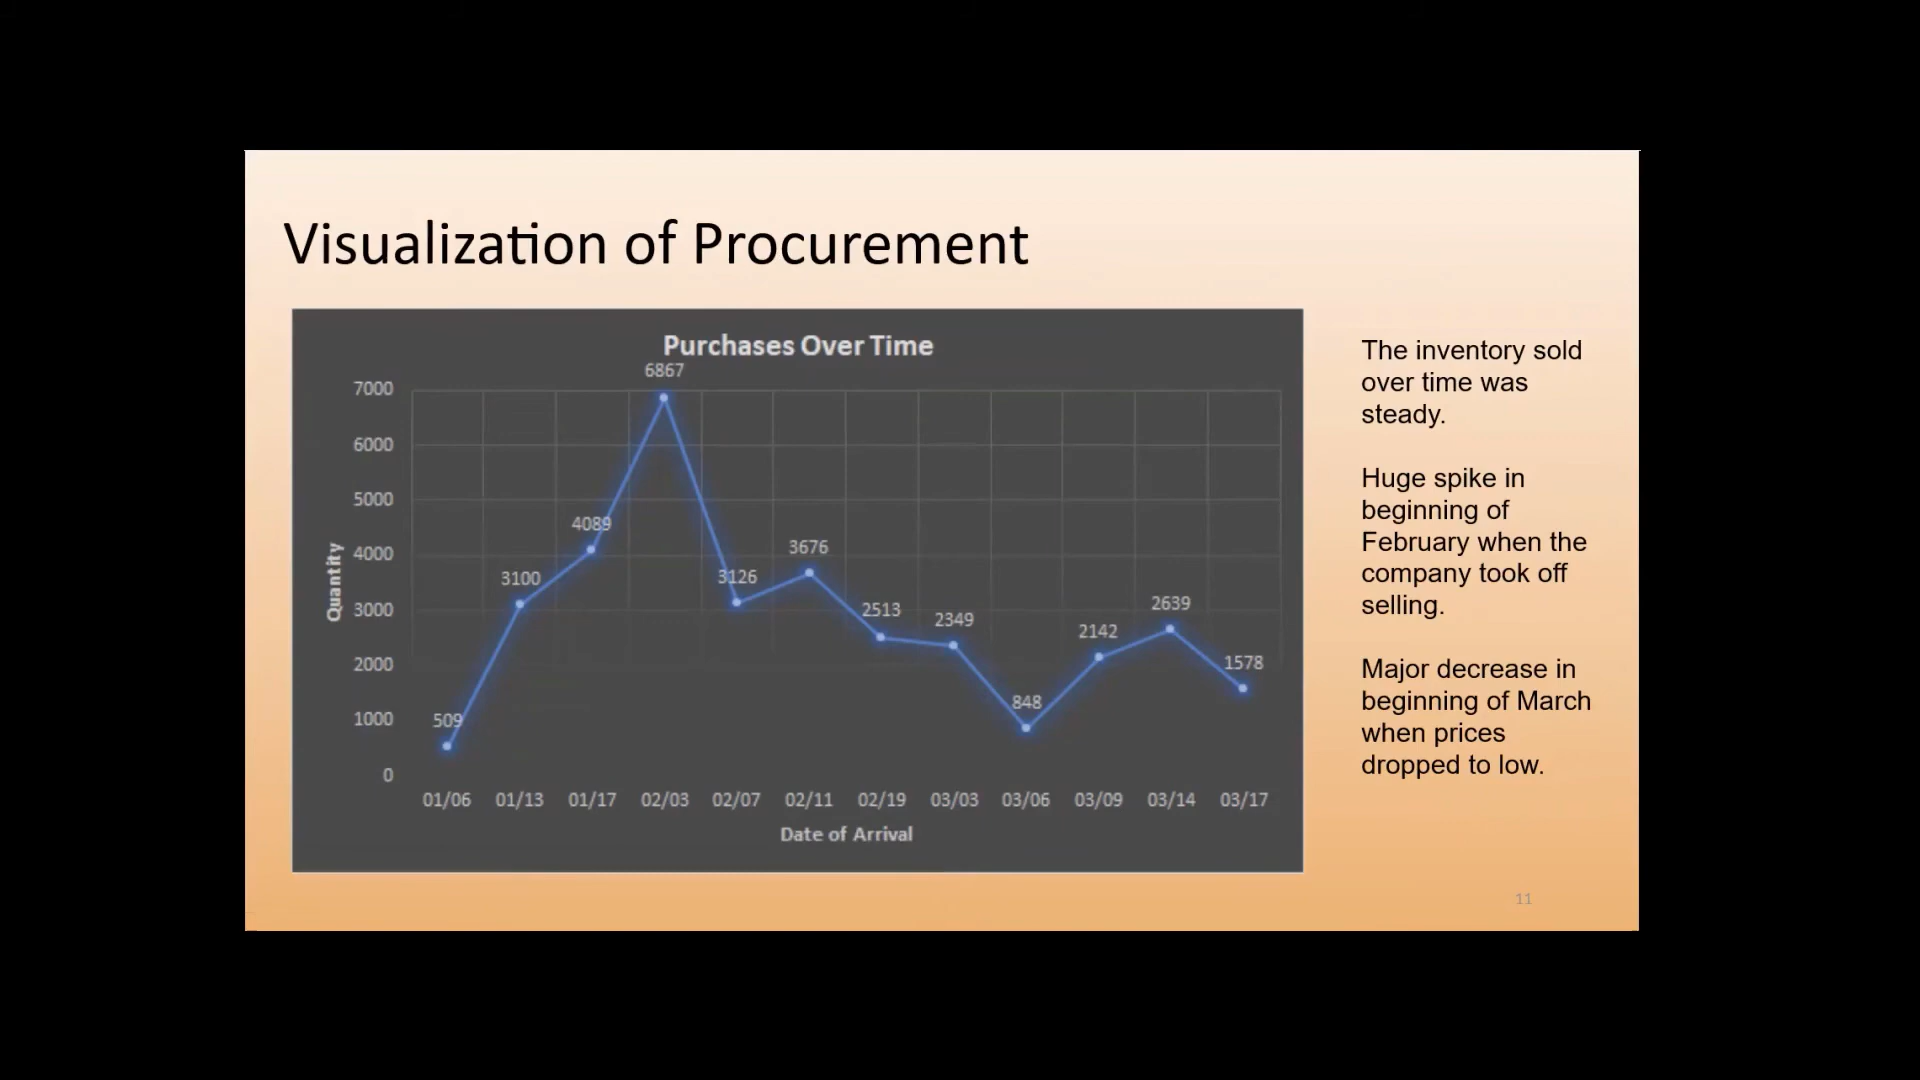 Visualization of Procurement
Purchases Over Time
6867
7000
6000
5000
4000
3000
2000
1000
0
Quantity
509
3100
4089
3126
3676
2513
2349
848
2142
2639
1578
01/06 01/13 01/17 02/03 02/07 02/11 02/19 03/03 03/06 03/09 03/14 03/17
Date of Arrival
The inventory sold
over time was
steady.
Huge spike in
beginning of
February when the
company took off
selling.
Major decrease in
beginning of March
when prices
dropped to low.
11